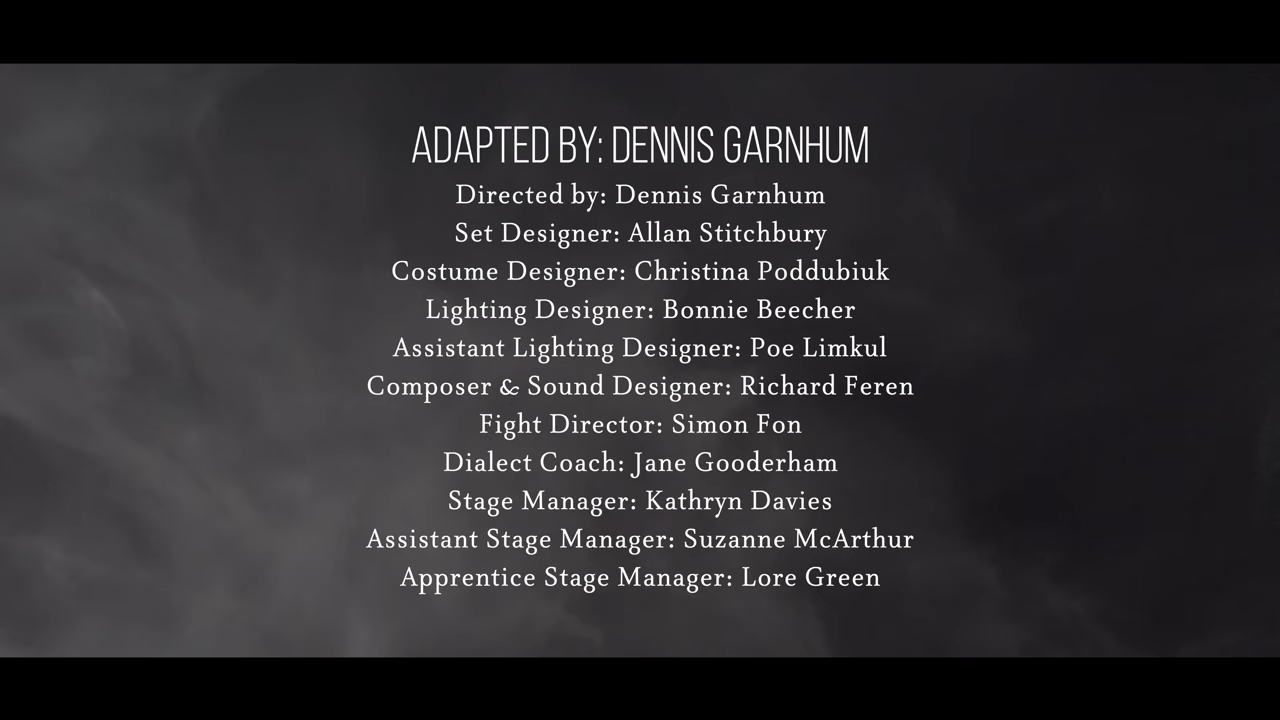 ADAPTED BY: DENNIS GARNHUM
Directed by: Dennis Garnhum
Set Designer: Allan Stitchbury
Costume Designer: Christina Poddubiuk
Lighting Designer: Bonnie Beecher
Assistant Lighting Designer: Poe Limkul
Composer & Sound Designer: Richard Feren
Fight Director: Simon Fon
Dialect Coach: Jane Gooderham
Stage Manager: Kathryn Davies
Assistant Stage Manager: Suzanne McArthur
Apprentice Stage Manager: Lore Green